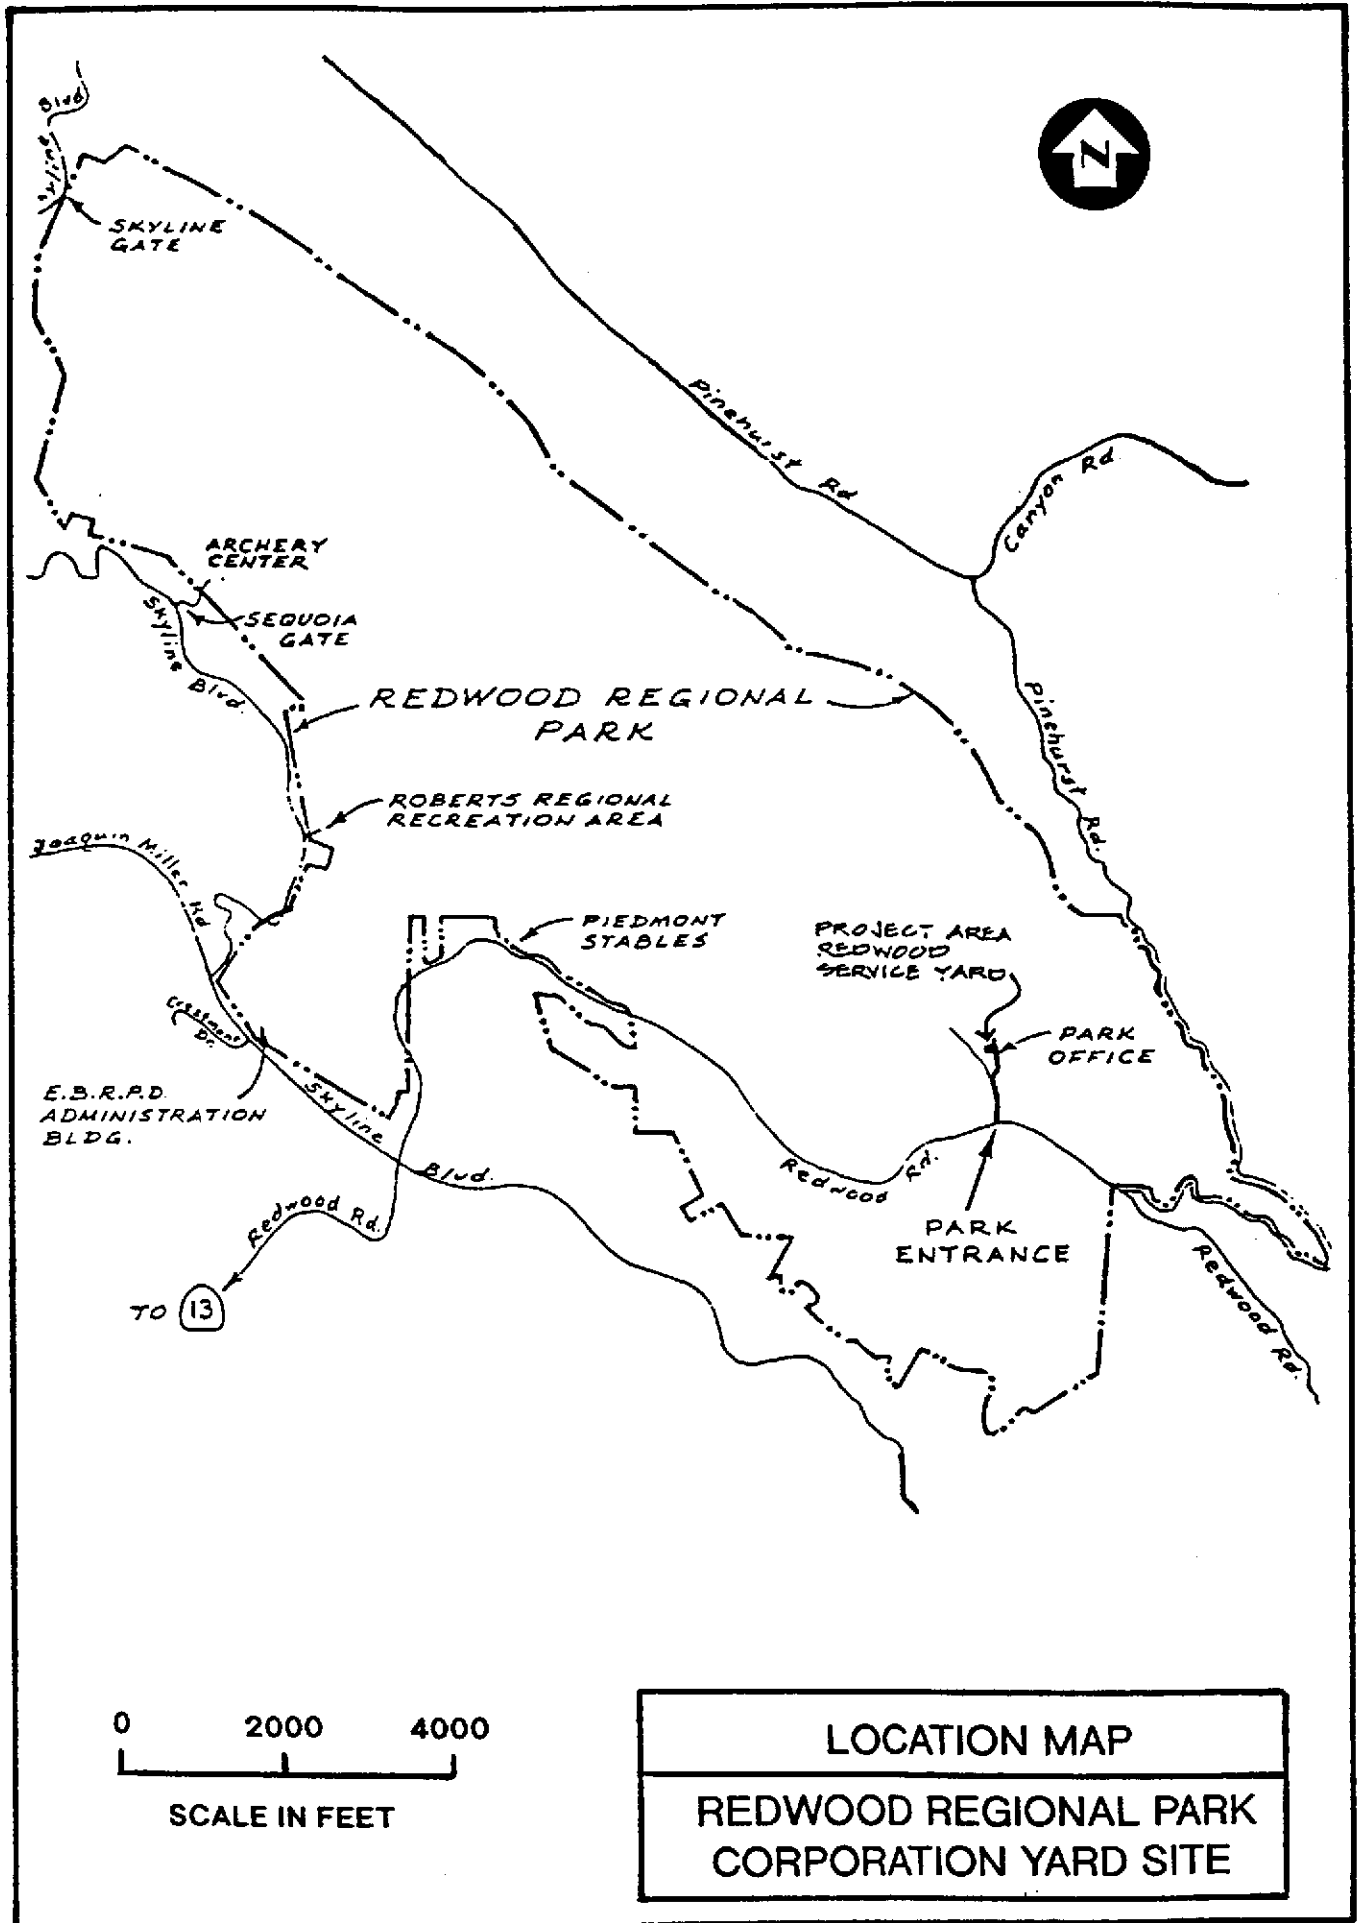 Blvd
Skyline
N
SKYLINE
GATE
Pinehurst Rd
Canyon Rd
ARCHERY
CENTER
SEQUOIA
GATE
Skyline Blvd.
REDWOOD REGIONAL
PARK
Pinehurst Rd.
ROBERTS REGIONAL
RECREATION AREA
Joaquin Miller Rd
PIEDMONT
STABLES
PROJECT AREA
REDWOOD
SERVICE YARD
PARK
OFFICE
Crestmont
Dr.
E.B.R.P.D.
ADMINISTRATION
BLDG.
Skyline Blvd.
Redwood Rd.
Redwood Rd.
PARK
ENTRANCE
Redwood Rd.
TO 13
0 2000 4000
SCALE IN FEET
LOCATION MAP
REDWOOD REGIONAL PARK
CORPORATION YARD SITE